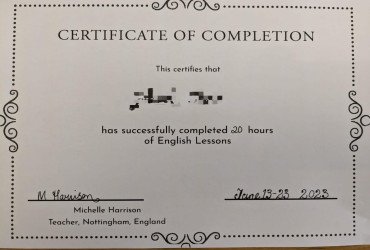 CERTIFICATE OF COMPLETION
This certifies that
has successfully completed 20 hours
of English Lessons
M. Harrison
June 13-23 2023
Michelle Harrison
Teacher, Nottingham, England